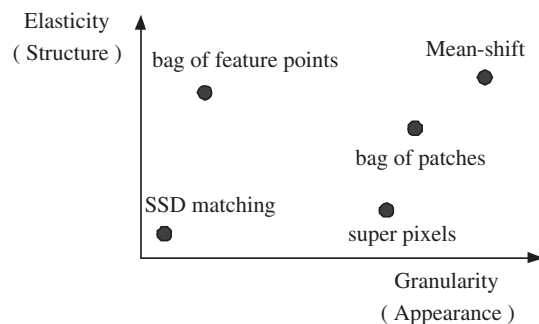 Elasticity
( Structure )
bag of feature points
Mean-shift
bag of patches
SSD matching
super pixels
Granularity
( Appearance )